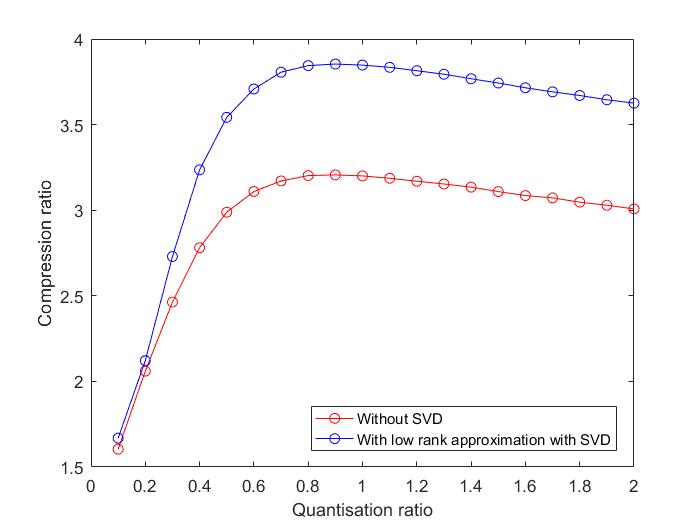 4
3.5
3
2.5
2
1.5
Compression ratio
Without SVD
With low rank approximation with SVD
0 0.2 0.4 0.6 0.8 1 1.2 1.4 1.6 1.8 2
Quantisation ratio